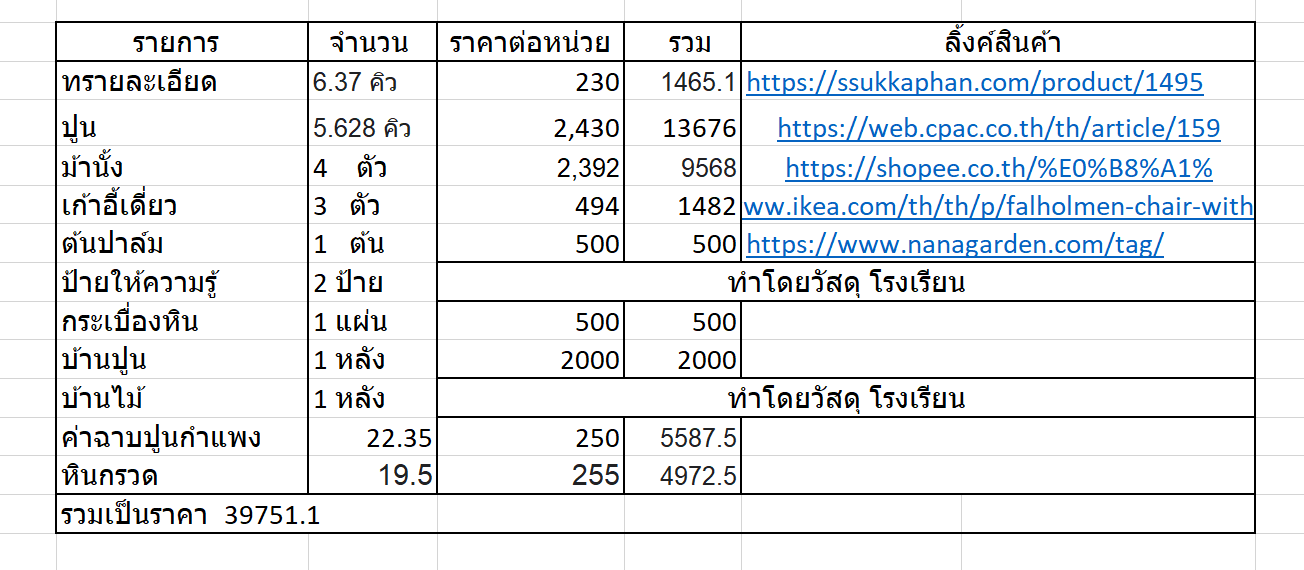 รายการ จำนวน ราคาต่อหน่วย รวม ลิ้งค์สินค้า
ทรายละเอียด 6.37 คิว 230 1465.1 https://ssukkaphan.com/product/1495
ปูน 5.628 คิว 2,430 13676 https://web.cpac.co.th/th/article/159
ม้านั้ง 4 ตัว 2,392 9568 https://shopee.co.th/%E0%B8%A1%
เก้าอี้เดี่ยว 3 ตัว 494 1482 ww.ikea.com/th/th/p/falholmen-chair-with
ต้นปาล์ม 1 ต้น 500 500 https://www.nanagarden.com/tag/
ป้ายให้ความรู้ 2 ป้าย ทำโดยวัสดุ โรงเรียน
กระเบื่องหิน 1 แผ่น 500 500
บ้านปูน 1 หลัง 2000 2000
บ้านไม้ 1 หลัง ทำโดยวัสดุ โรงเรียน
ค่าฉาบปูนกำแพง 22.35 250 5587.5
หินกรวด 19.5 255 4972.5
รวมเป็นราคา 39751.1